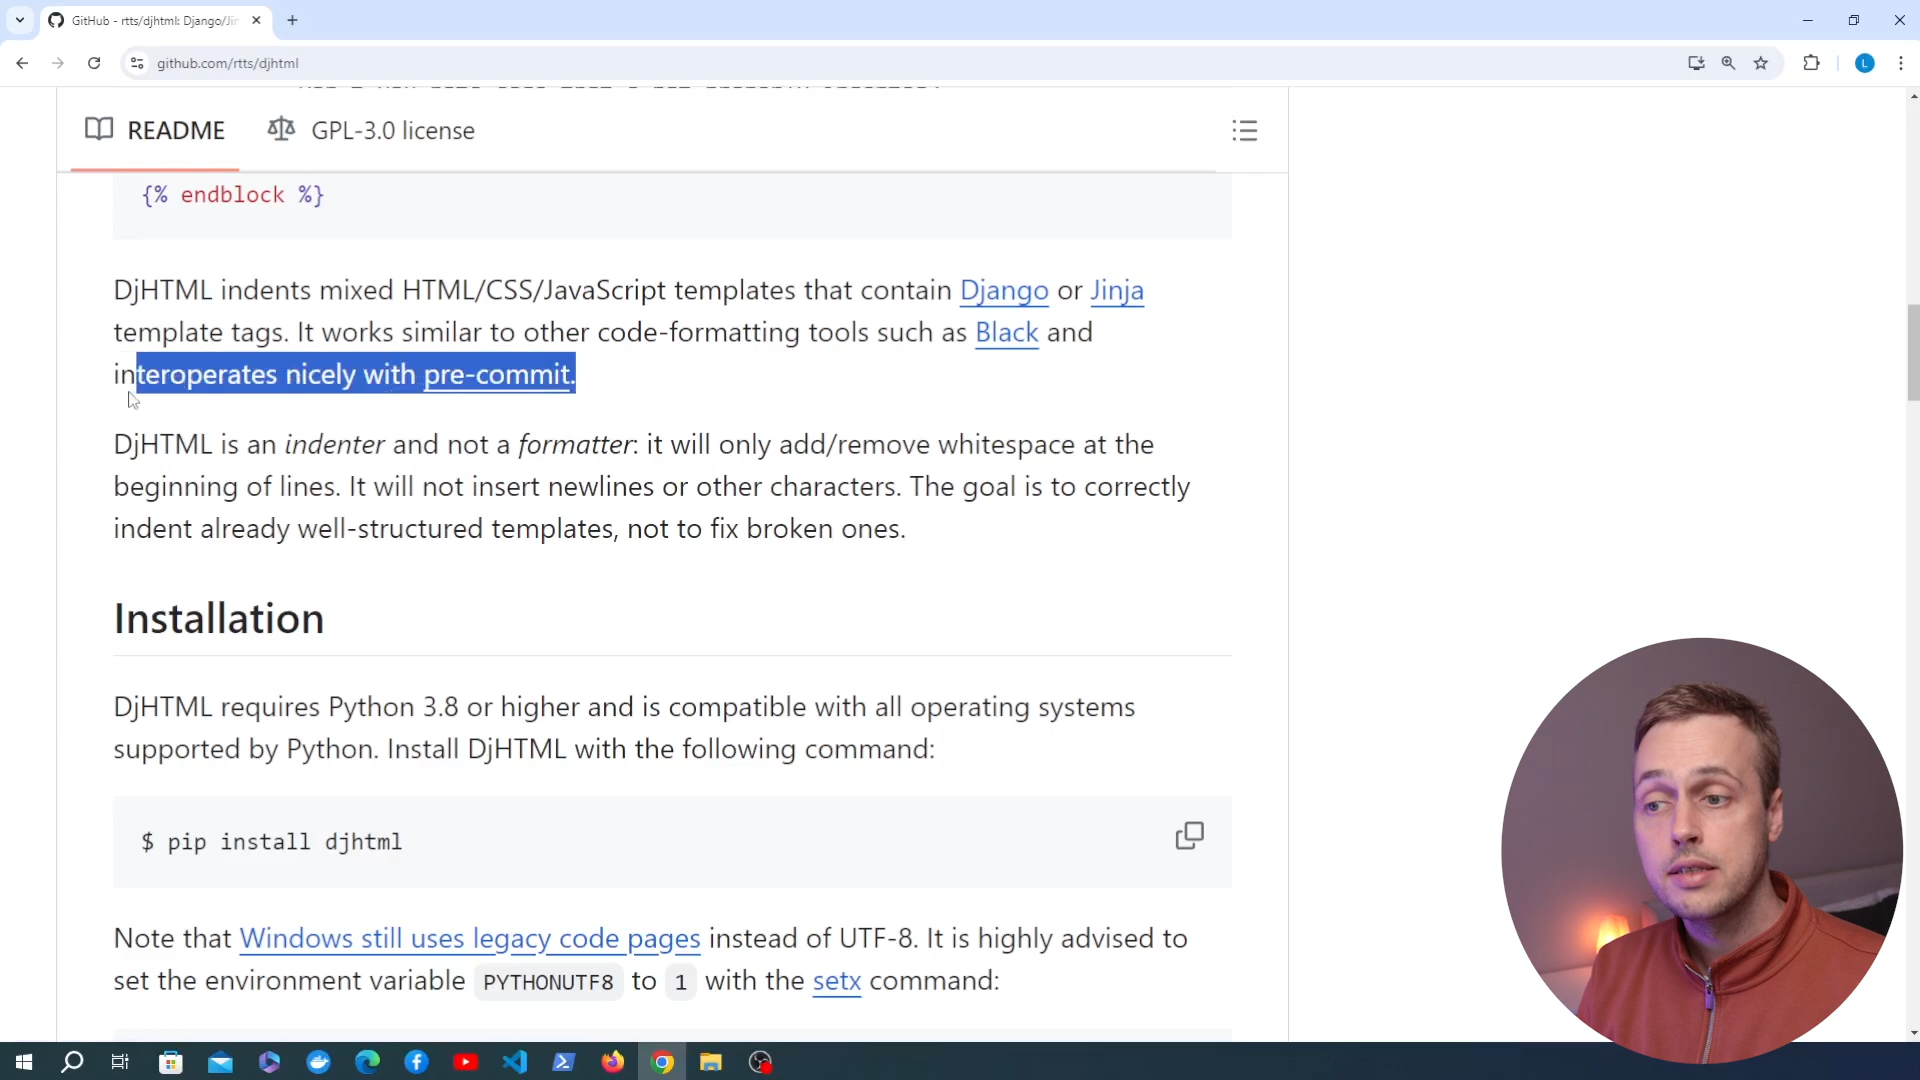 GitHub - rtts/djhtml: Django/Jin
github.com/rtts/djhtml
L
README
GPL-3.0 license
{% endblock %}
DjHTML indents mixed HTML/CSS/JavaScript templates that contain Django or Jinja
template tags. It works similar to other code-formatting tools such as Black and
interoperates nicely with pre-commit.
DjHTML is an indenter and not a formatter: it will only add/remove whitespace at the
beginning of lines. It will not insert newlines or other characters. The goal is to correctly
indent already well-structured templates, not to fix broken ones.
Installation
DjHTML requires Python 3.8 or higher and is compatible with all operating systems
supported by Python. Install DjHTML with the following command:
$ pip install djhtml
Note that Windows still uses legacy code pages instead of UTF-8. It is highly advised to
set the environment variable PYTHONUTF8 to 1 with the setx command: